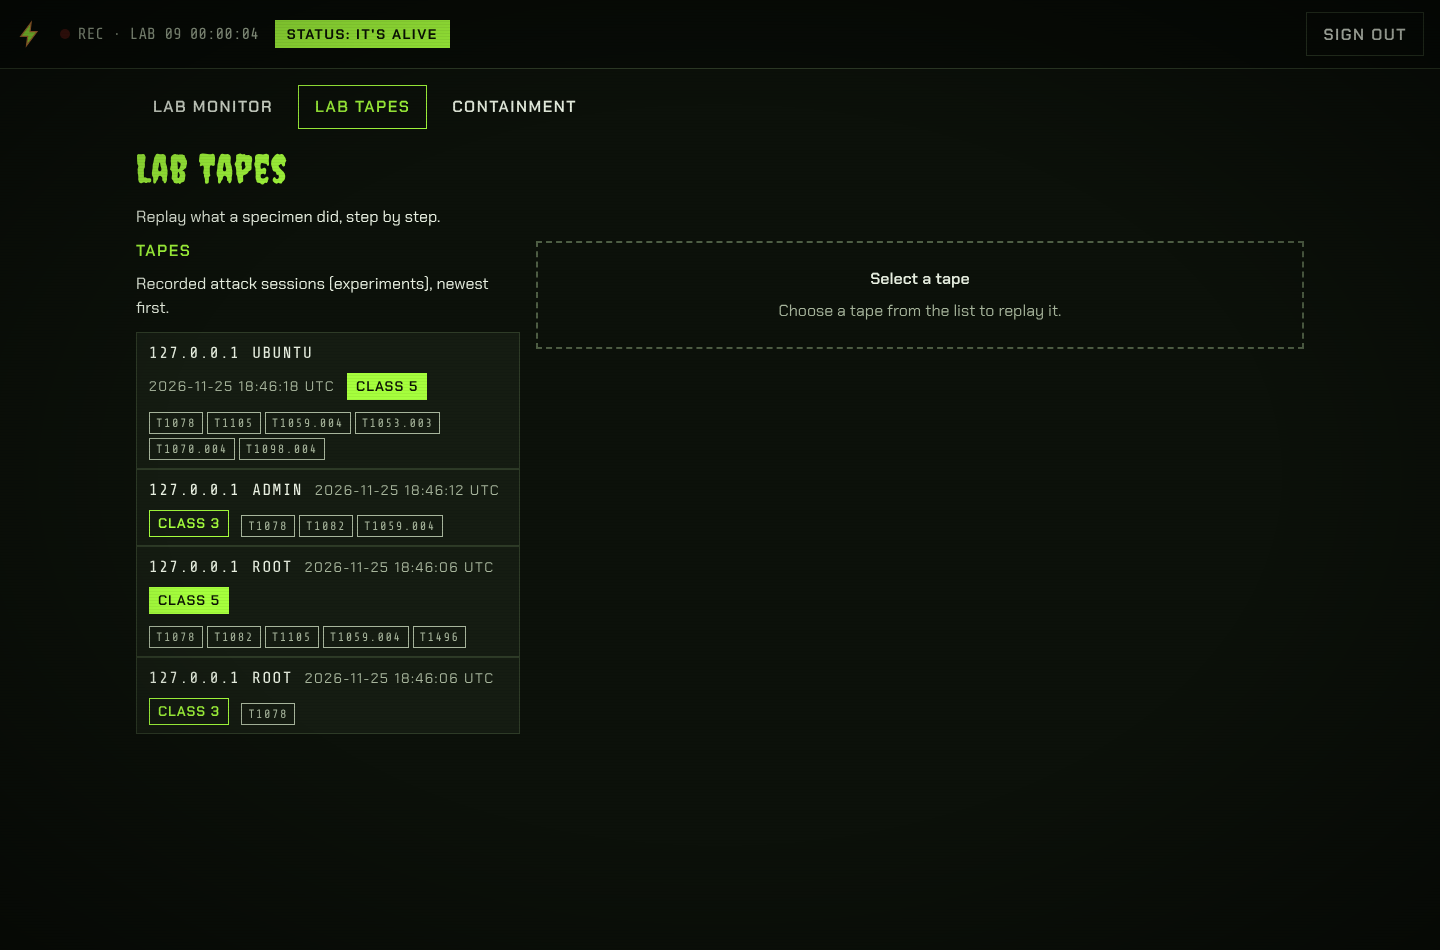 REC · LAB 09 00:00:04
STATUS: IT'S ALIVE
SIGN OUT
LAB MONITOR
LAB TAPES
CONTAINMENT
LAB TAPES
Replay what a specimen did, step by step.
TAPES
Recorded attack sessions (experiments), newest
first.
127.0.0.1 UBUNTU
2026-11-25 18:46:18 UTC CLASS 5
T1078 T1105 T1059.004 T1053.003
T1070.004 T1098.004
127.0.0.1 ADMIN 2026-11-25 18:46:12 UTC
CLASS 3 T1078 T1082 T1059.004
127.0.0.1 ROOT 2026-11-25 18:46:06 UTC
CLASS 5
T1078 T1082 T1105 T1059.004 T1496
127.0.0.1 ROOT 2026-11-25 18:46:06 UTC
CLASS 3 T1078
Select a tape
Choose a tape from the list to replay it.